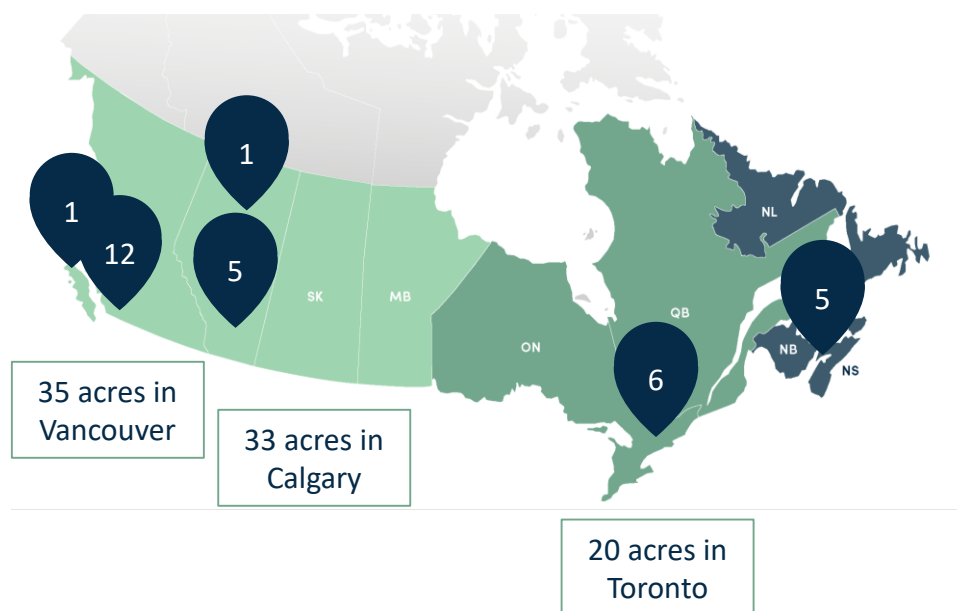 1
1
12
5
SK
MB
ON
QB
NL
5
NB
NS
6
35 acres in
Vancouver
33 acres in
Calgary
20 acres in
Toronto